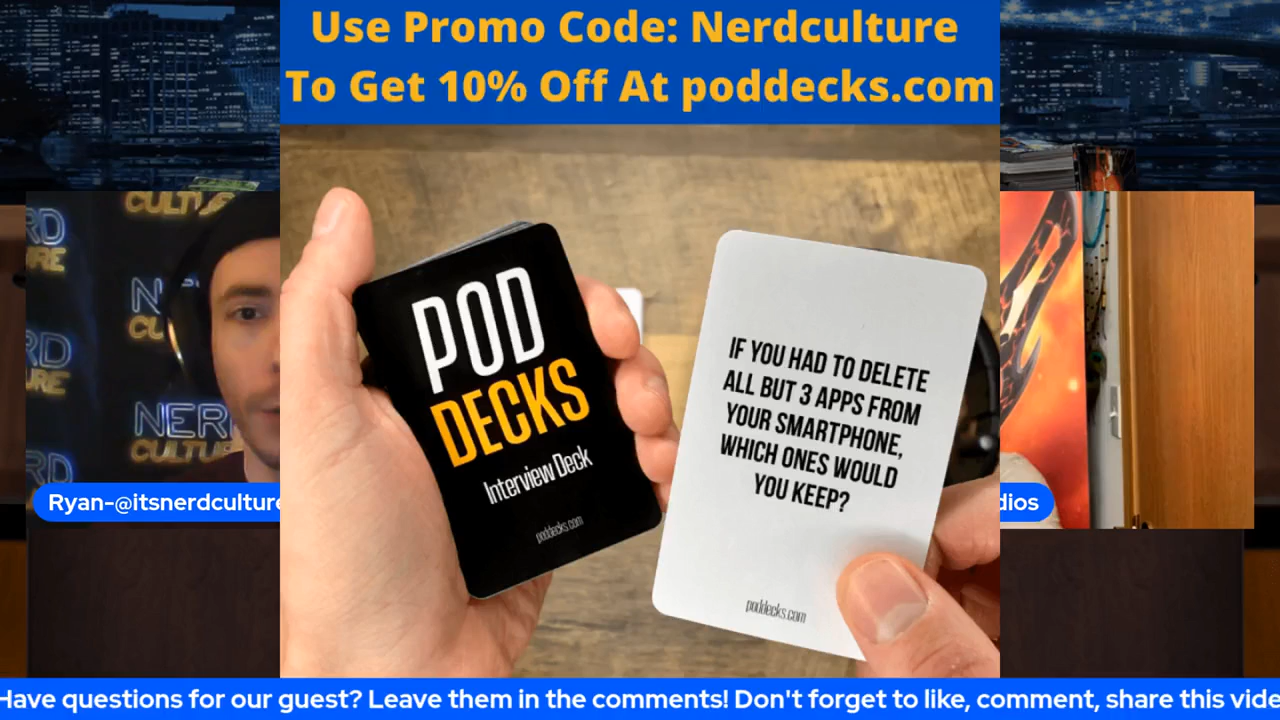 Use Promo Code: Nerdculture
To Get 10% Off At poddecks.com
CULTURE
NERD
CULTURE
POD
DECKS
Interview Deck
poddecks.com
IF YOU HAD TO DELETE
ALL BUT 3 APPS FROM
YOUR SMARTPHONE,
WHICH ONES WOULD
YOU KEEP?
poddecks.com
Ryan-@itsnerdculture
dios
Have questions for our guest? Leave them in the comments! Don't forget to like, comment, share this vide